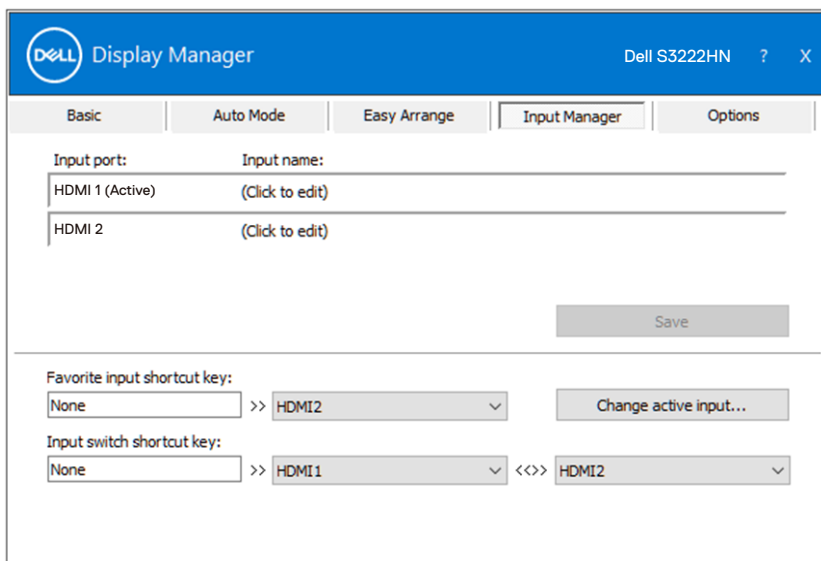 DELL Display Manager Dell S3222HN ? X
Basic Auto Mode Easy Arrange Input Manager Options
Input port: Input name:
HDMI 1 (Active) (Click to edit)
HDMI 2 (Click to edit)
Save
Favorite input shortcut key:
None >> HDMI2 Change active input...
Input switch shortcut key:
None >> HDMI1 <<>> HDMI2